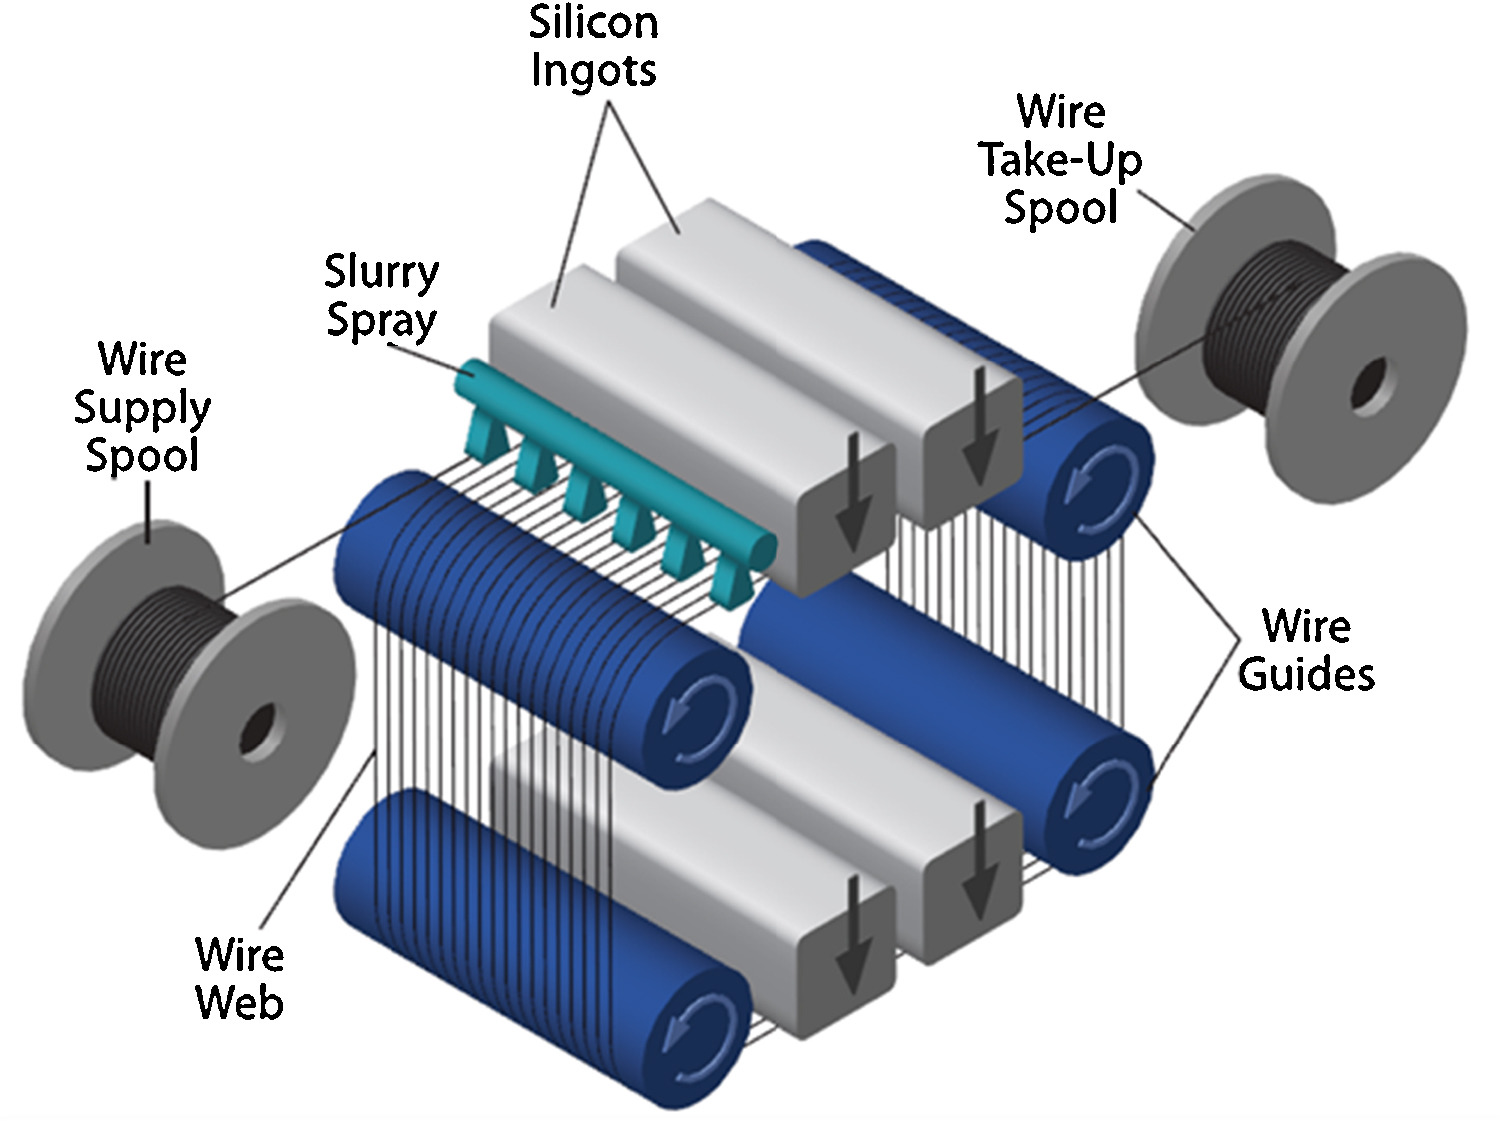 Silicon
Ingots
Wire
Take-Up
Spool
Slurry
Spray
Wire
Supply
Spool
Wire
Guides
Wire
Web